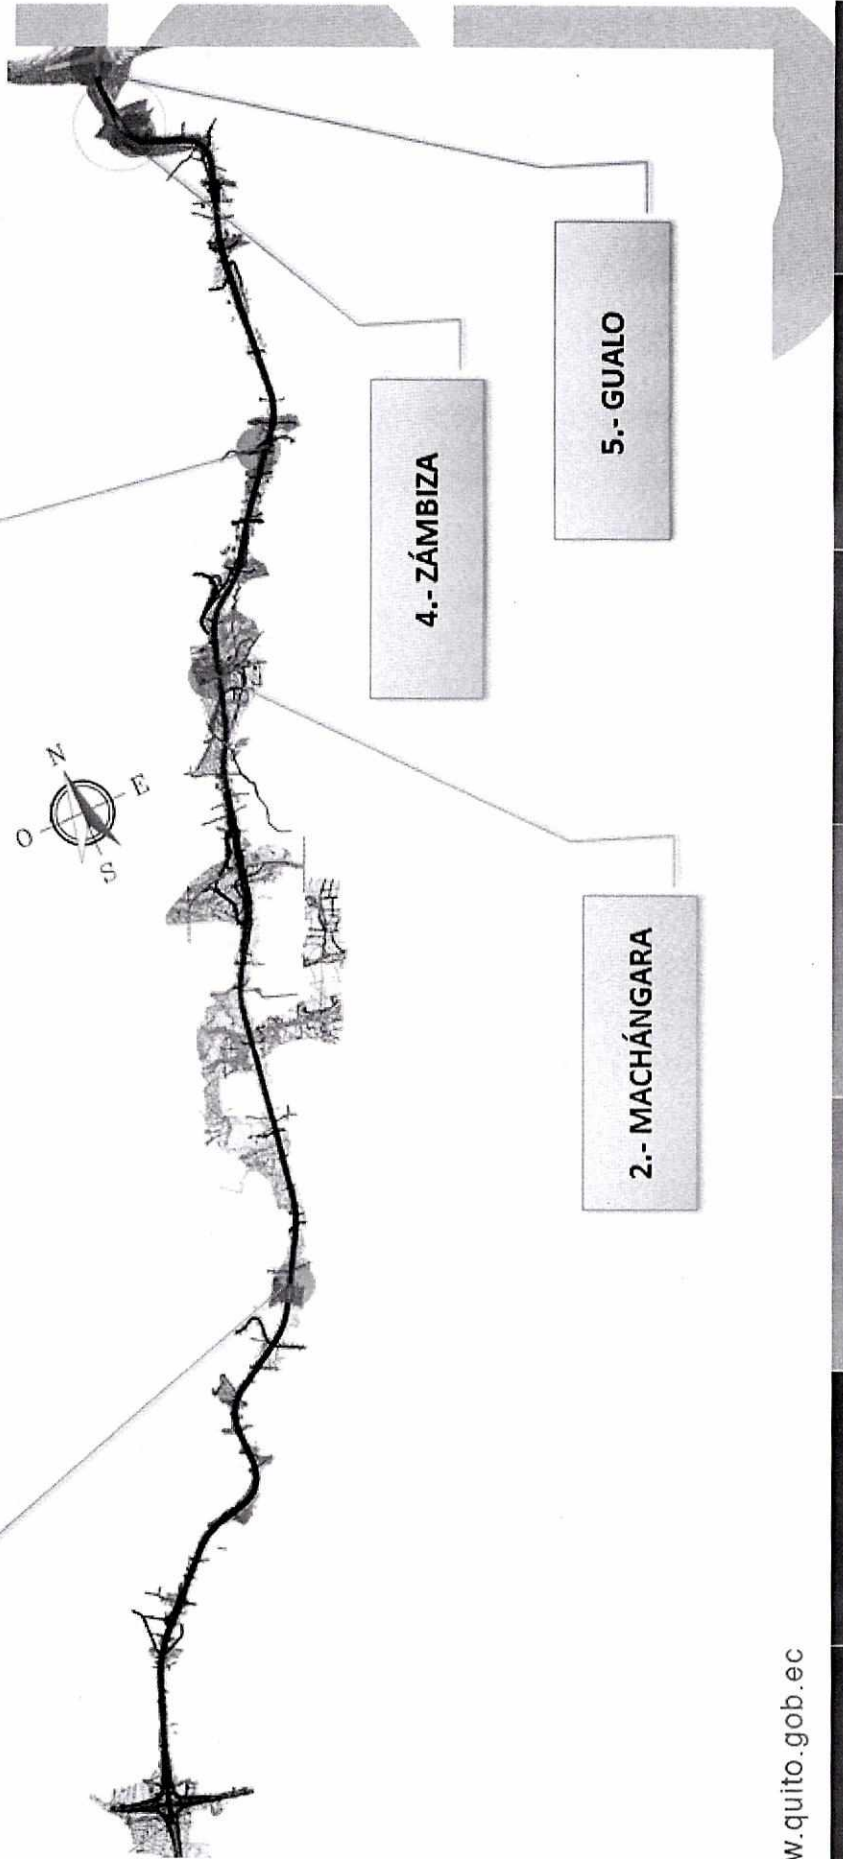 5.- GUALO
4.- ZÁMBIZA
N
O
E
S
2.- MACHÁNGARA
w.quito.gob.ec